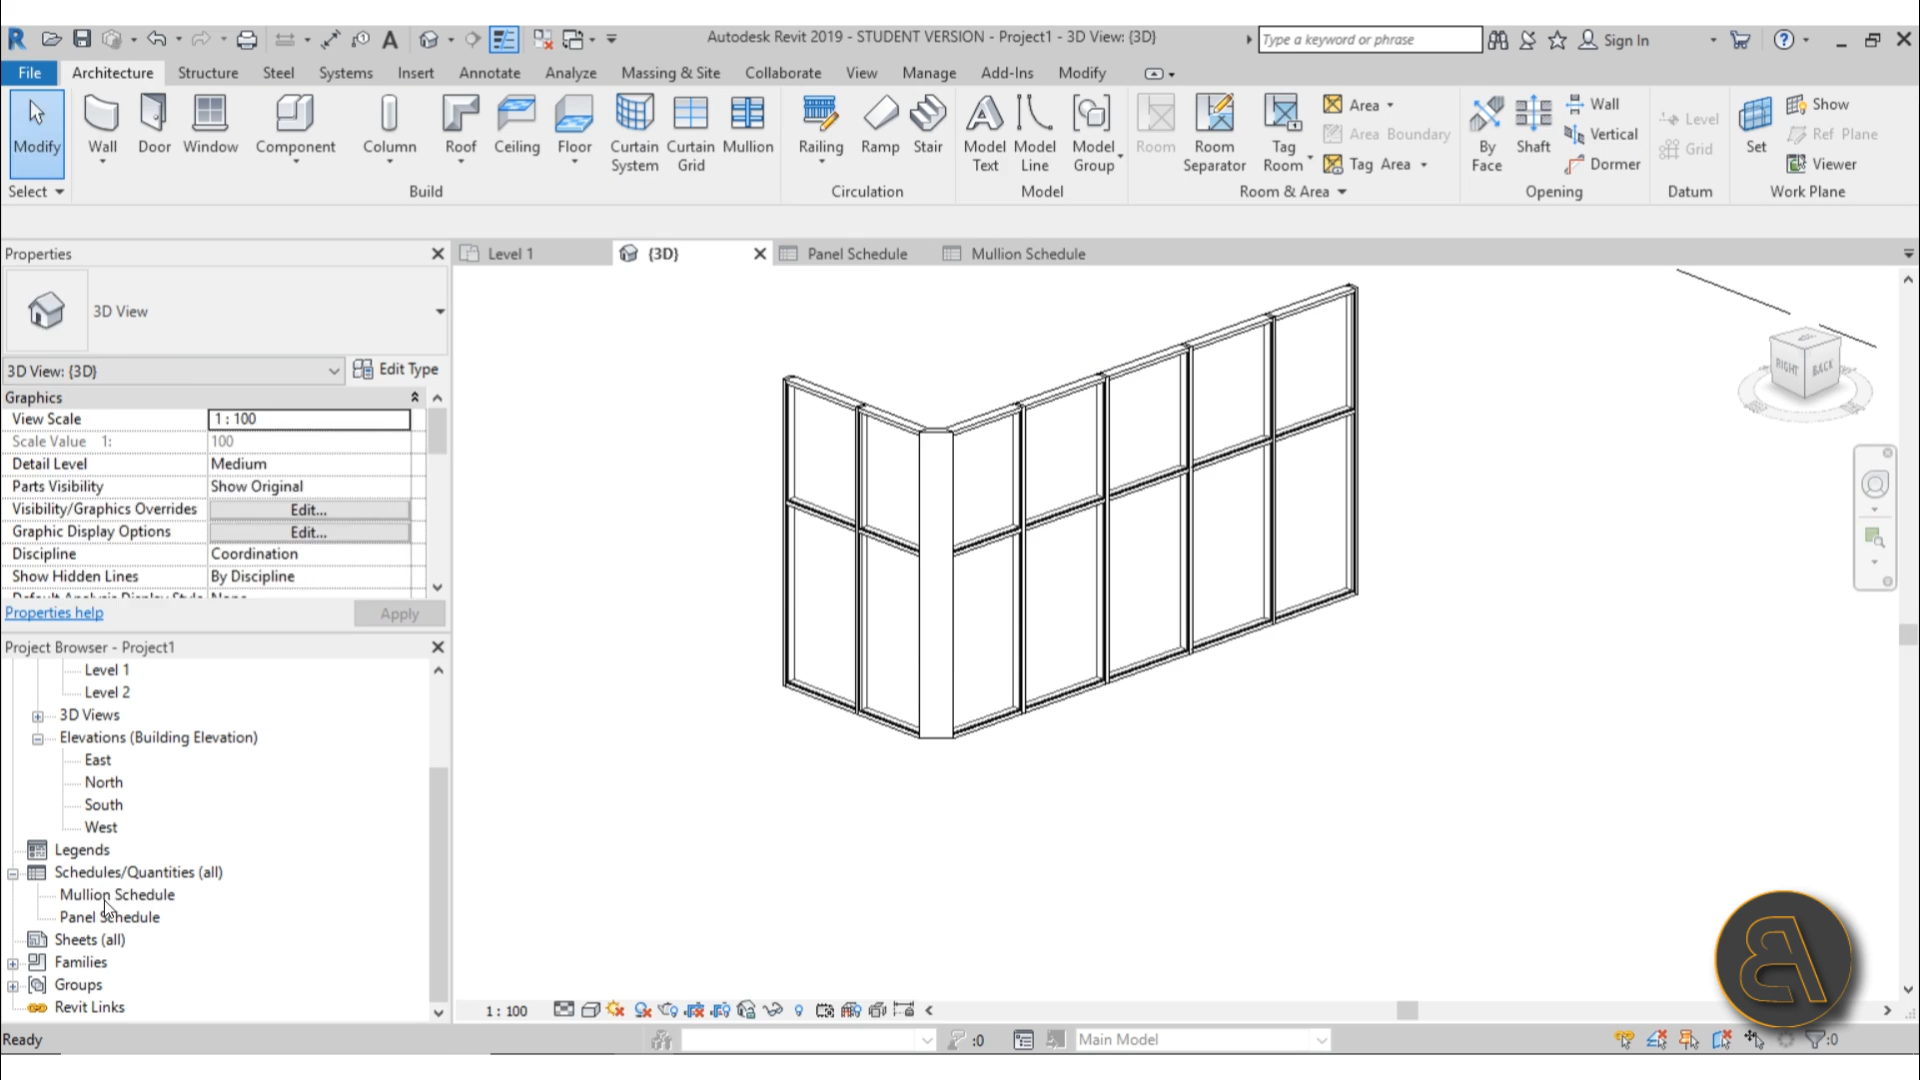 Autodesk Revit 2019 - STUDENT VERSION - Project1 - 3D View: {3D}
Type a keyword or phrase
Sign In
File Architecture Structure Steel Systems Insert Annotate Analyze Massing & Site Collaborate View Manage Add-Ins Modify
Modify
Wall
Door
Window
Component
Column
Roof
Ceiling
Floor
Curtain System
Curtain Grid
Mullion
Railing
Ramp
Stair
Model Text
Model Line
Model Group
Room
Room Separator
Tag Room
Area
Area Boundary
Tag Area
By Face
Shaft
Wall
Vertical
Dormer
Level
Grid
Set
Show
Ref Plane
Viewer
Select Build Circulation Model Room & Area Opening Datum Work Plane
Properties
Level 1 {3D} Panel Schedule Mullion Schedule
3D View
3D View: {3D} Edit Type
Graphics
View Scale 1 : 100
Scale Value 1: 100
Detail Level Medium
Parts Visibility Show Original
Visibility/Graphics Overrides Edit...
Graphic Display Options Edit...
Discipline Coordination
Show Hidden Lines By Discipline
Default Analysis Display Style None
Properties help Apply
RIGHT BACK
Project Browser - Project1
Level 1
Level 2
3D Views
Elevations (Building Elevation)
East
North
South
West
Legends
Schedules/Quantities (all)
Mullion Schedule
Panel Schedule
Sheets (all)
Families
Groups
Revit Links
1 : 100
Ready :0 Main Model :0